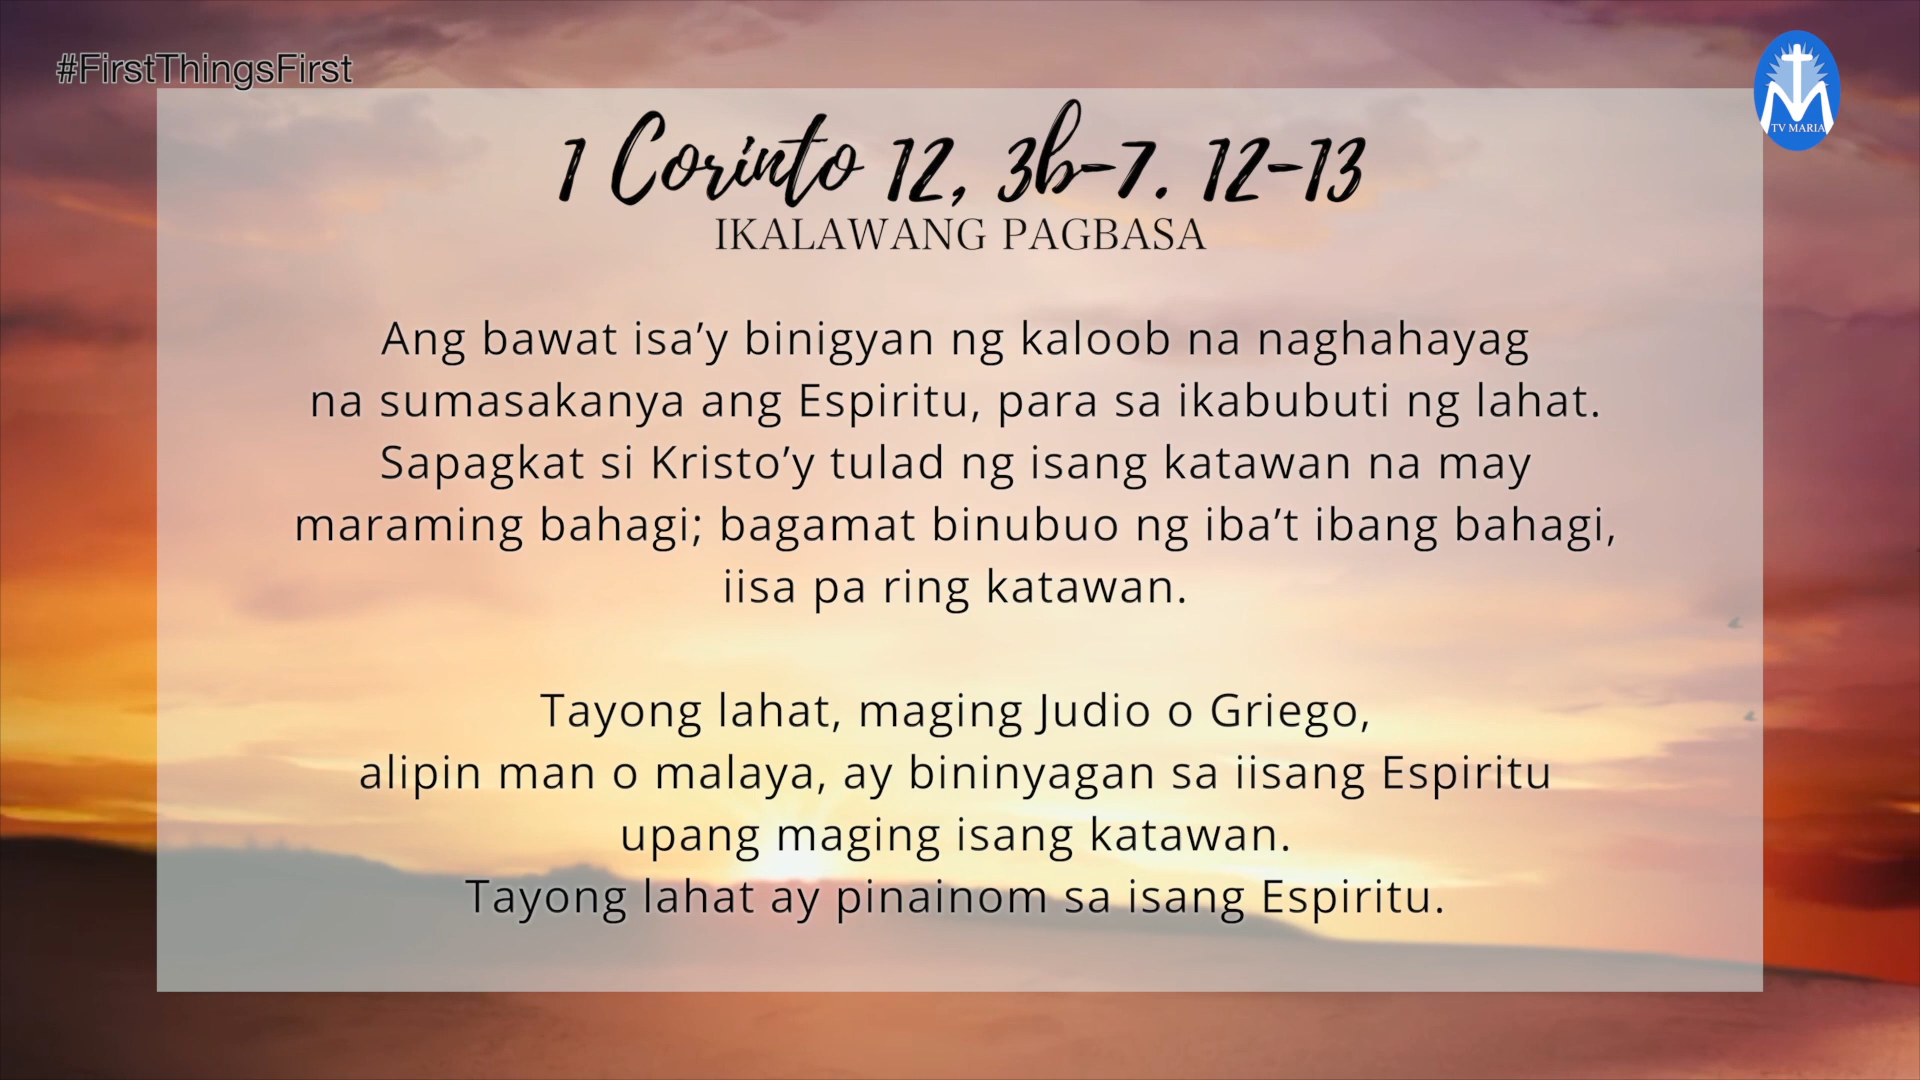 #FirstThingsFirst
TV MARIA
1 Corinto 12, 3b-7. 12-13
IKALAWANG PAGBASA
Ang bawat isa’y binigyan ng kaloob na naghahayag
na sumasakanya ang Espiritu, para sa ikabubuti ng lahat.
Sapagkat si Kristo’y tulad ng isang katawan na may
maraming bahagi; bagamat binubuo ng iba’t ibang bahagi,
iisa pa ring katawan.
Tayong lahat, maging Judio o Griego,
alipin man o malaya, ay bininyagan sa iisang Espiritu
upang maging isang katawan.
Tayong lahat ay pinainom sa isang Espiritu.